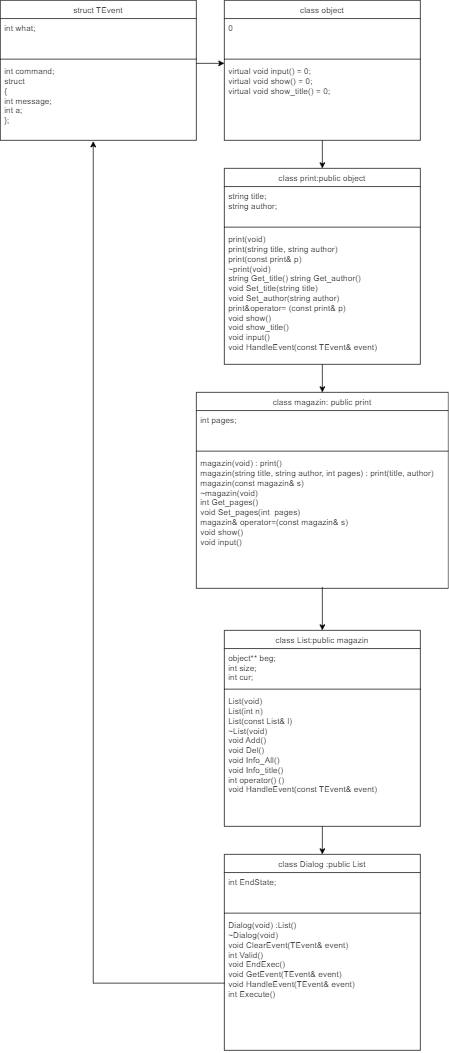 struct TEvent
int what;
int command;
struct
{
int message;
int a;
};
class object
0
virtual void input() = 0;
virtual void show() = 0;
virtual void show_title() = 0;
class print:public object
string title;
string author;
print(void)
print(string title, string author)
print(const print& p)
~print(void)
string Get_title() string Get_author()
void Set_title(string title)
void Set_author(string author)
print&operator= (const print& p)
void show()
void show_title()
void input()
void HandleEvent(const TEvent& event)
class magazin: public print
int pages;
magazin(void) : print()
magazin(string title, string author, int pages) : print(title, author)
magazin(const magazin& s)
~magazin(void)
int Get_pages()
void Set_pages(int  pages)
magazin& operator=(const magazin& s)
void show()
void input()
class List:public magazin
object** beg;
int size;
int cur;
List(void)
List(int n)
List(const List& l)
~List(void)
void Add()
void Del()
void Info_All()
void Info_title()
int operator() ()
void HandleEvent(const TEvent& event)
class Dialog :public List
int EndState;
Dialog(void) :List()
~Dialog(void)
void ClearEvent(TEvent& event)
int Valid()
void EndExec()
void GetEvent(TEvent& event)
void HandleEvent(TEvent& event)
int Execute()